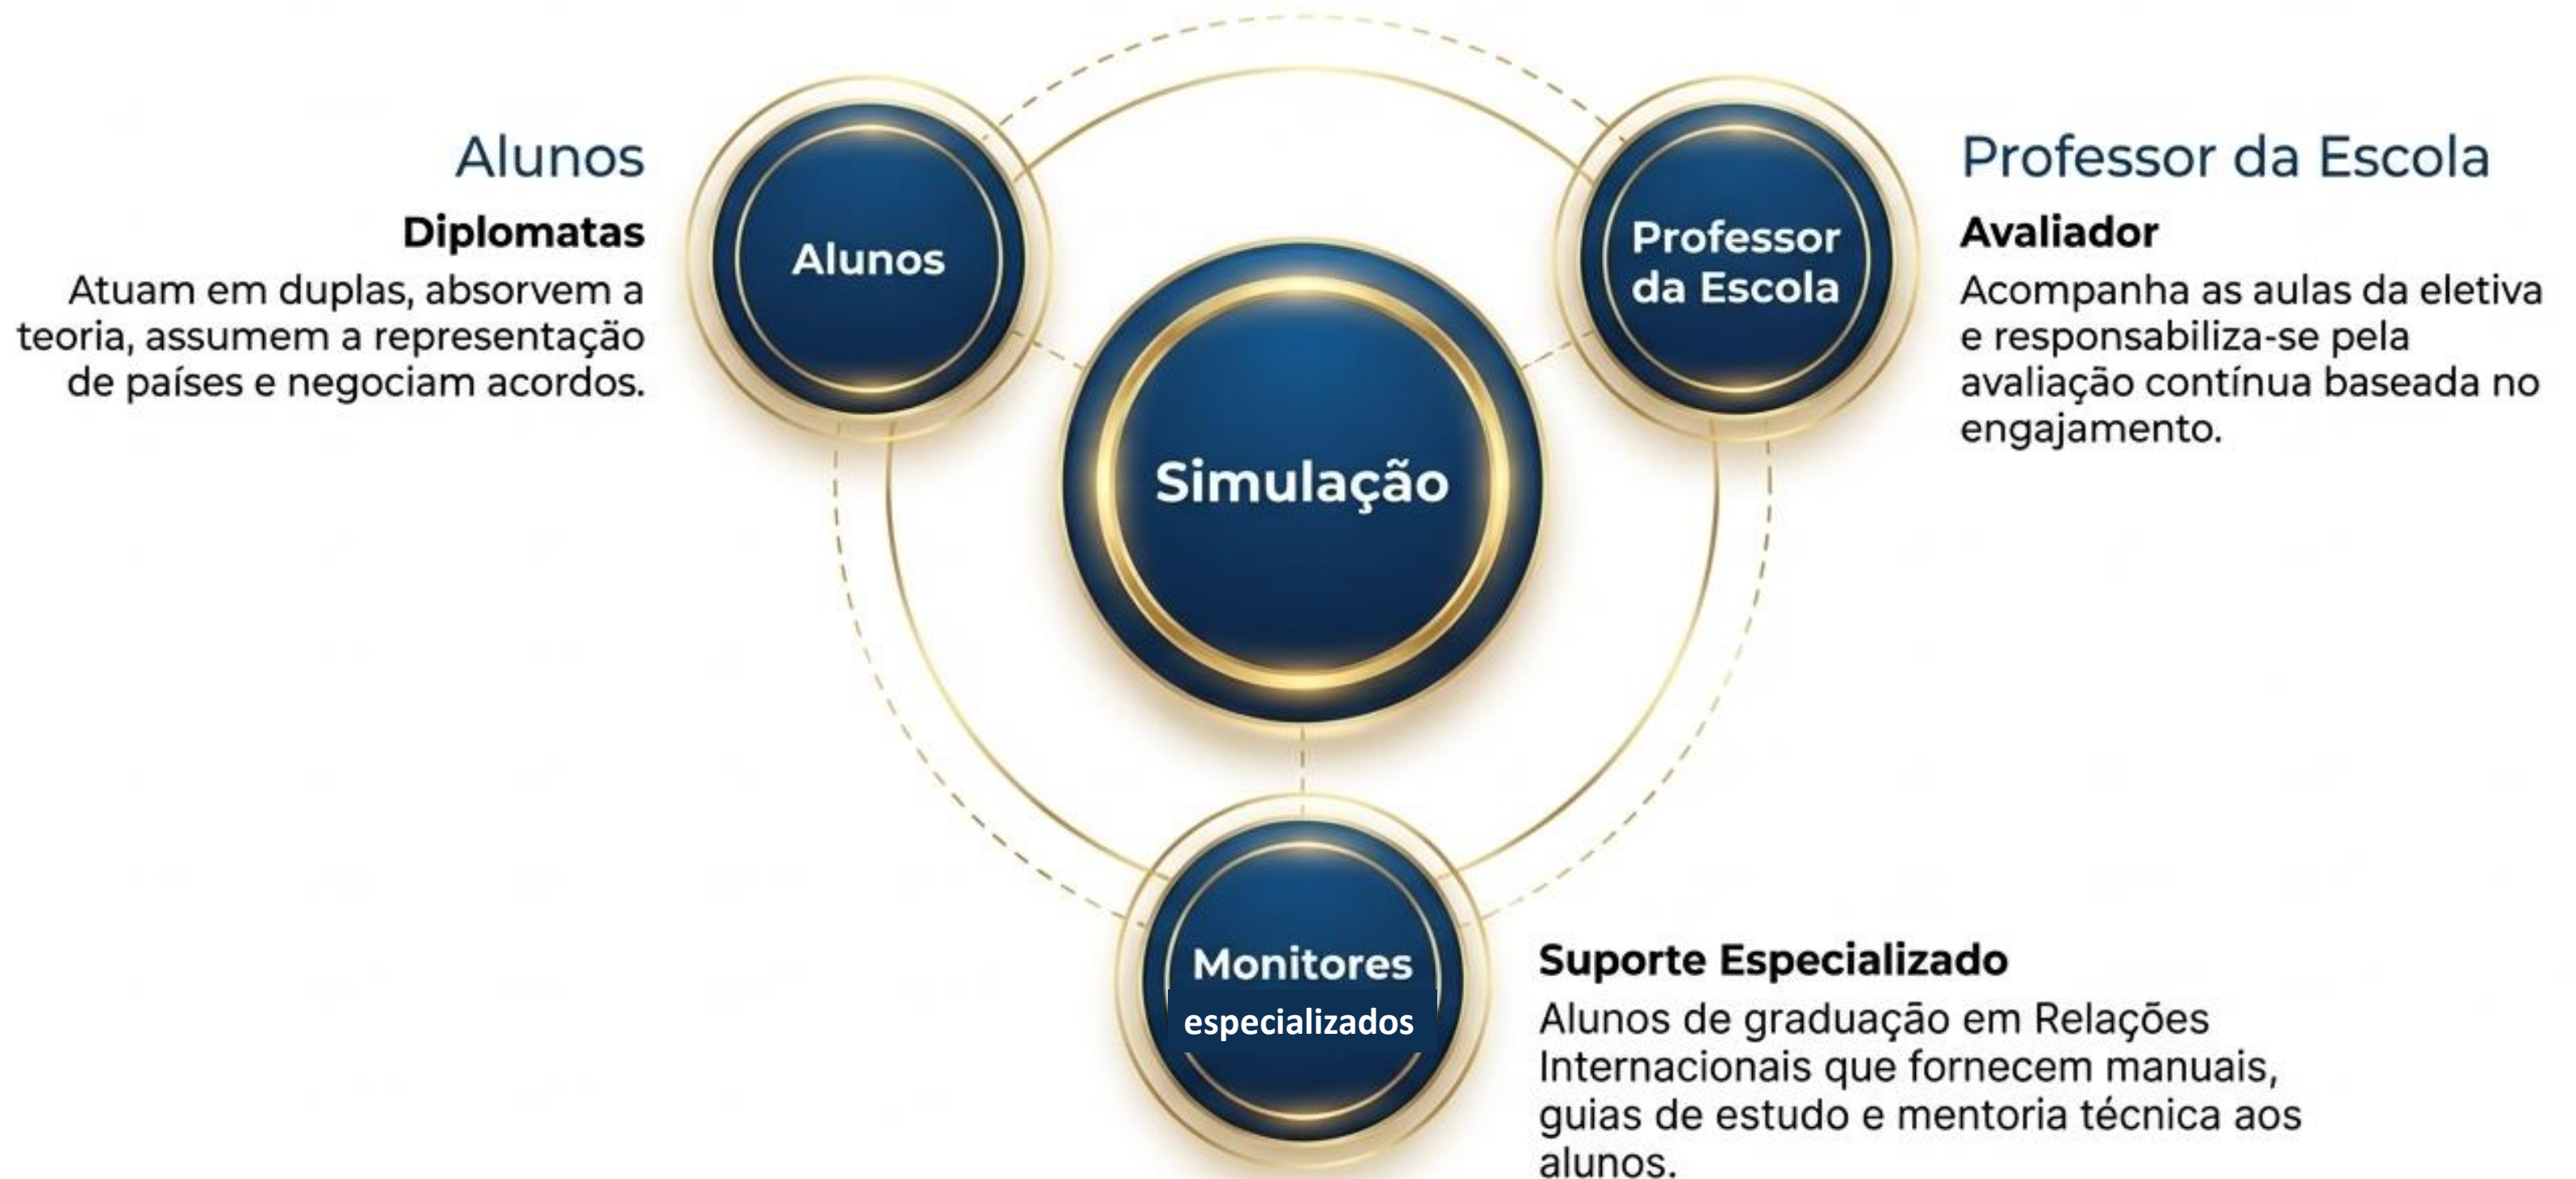 Alunos
Diplomatas
Atuam em duplas, absorvem a
teoria, assumem a representação
de países e negociam acordos.
Alunos
Professor
da Escola
Professor da Escola
Avaliador
Acompanha as aulas da eletiva
e responsabiliza-se pela
avaliação contínua baseada no
engajamento.
Simulação
Monitores
especializados
Suporte Especializado
Alunos de graduação em Relações
Internacionais que fornecem manuais,
guias de estudo e mentoria técnica aos
alunos.